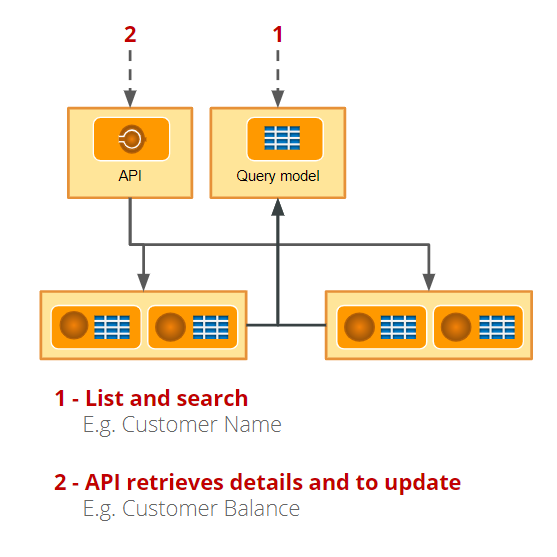 2
1
API
Query model
1 - List and search
E.g. Customer Name
2 - API retrieves details and to update
E.g. Customer Balance